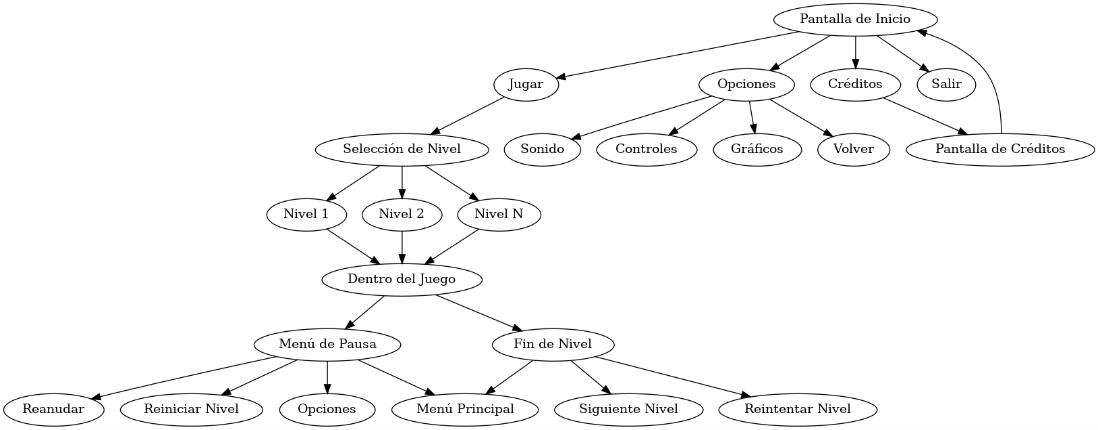 Pantalla de Inicio
Jugar
Opciones
Créditos
Salir
Selección de Nivel
Sonido
Controles
Gráficos
Volver
Pantalla de Créditos
Nivel 1
Nivel 2
Nivel N
Dentro del Juego
Menú de Pausa
Fin de Nivel
Reanudar
Reiniciar Nivel
Opciones
Menú Principal
Siguiente Nivel
Reintentar Nivel